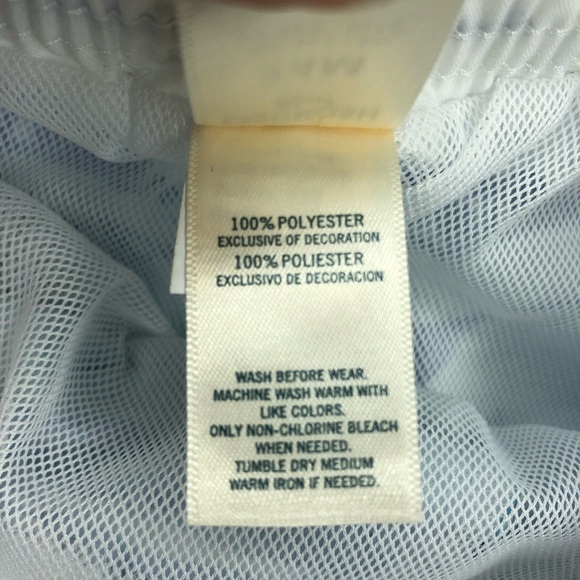 100% POLYESTER
EXCLUSIVE OF DECORATION
100% POLIESTER
EXCLUSIVO DE DECORACION
WASH BEFORE WEAR.
MACHINE WASH WARM WITH
LIKE COLORS.
ONLY NON-CHLORINE BLEACH
WHEN NEEDED.
TUMBLE DRY MEDIUM
WARM IRON IF NEEDED.